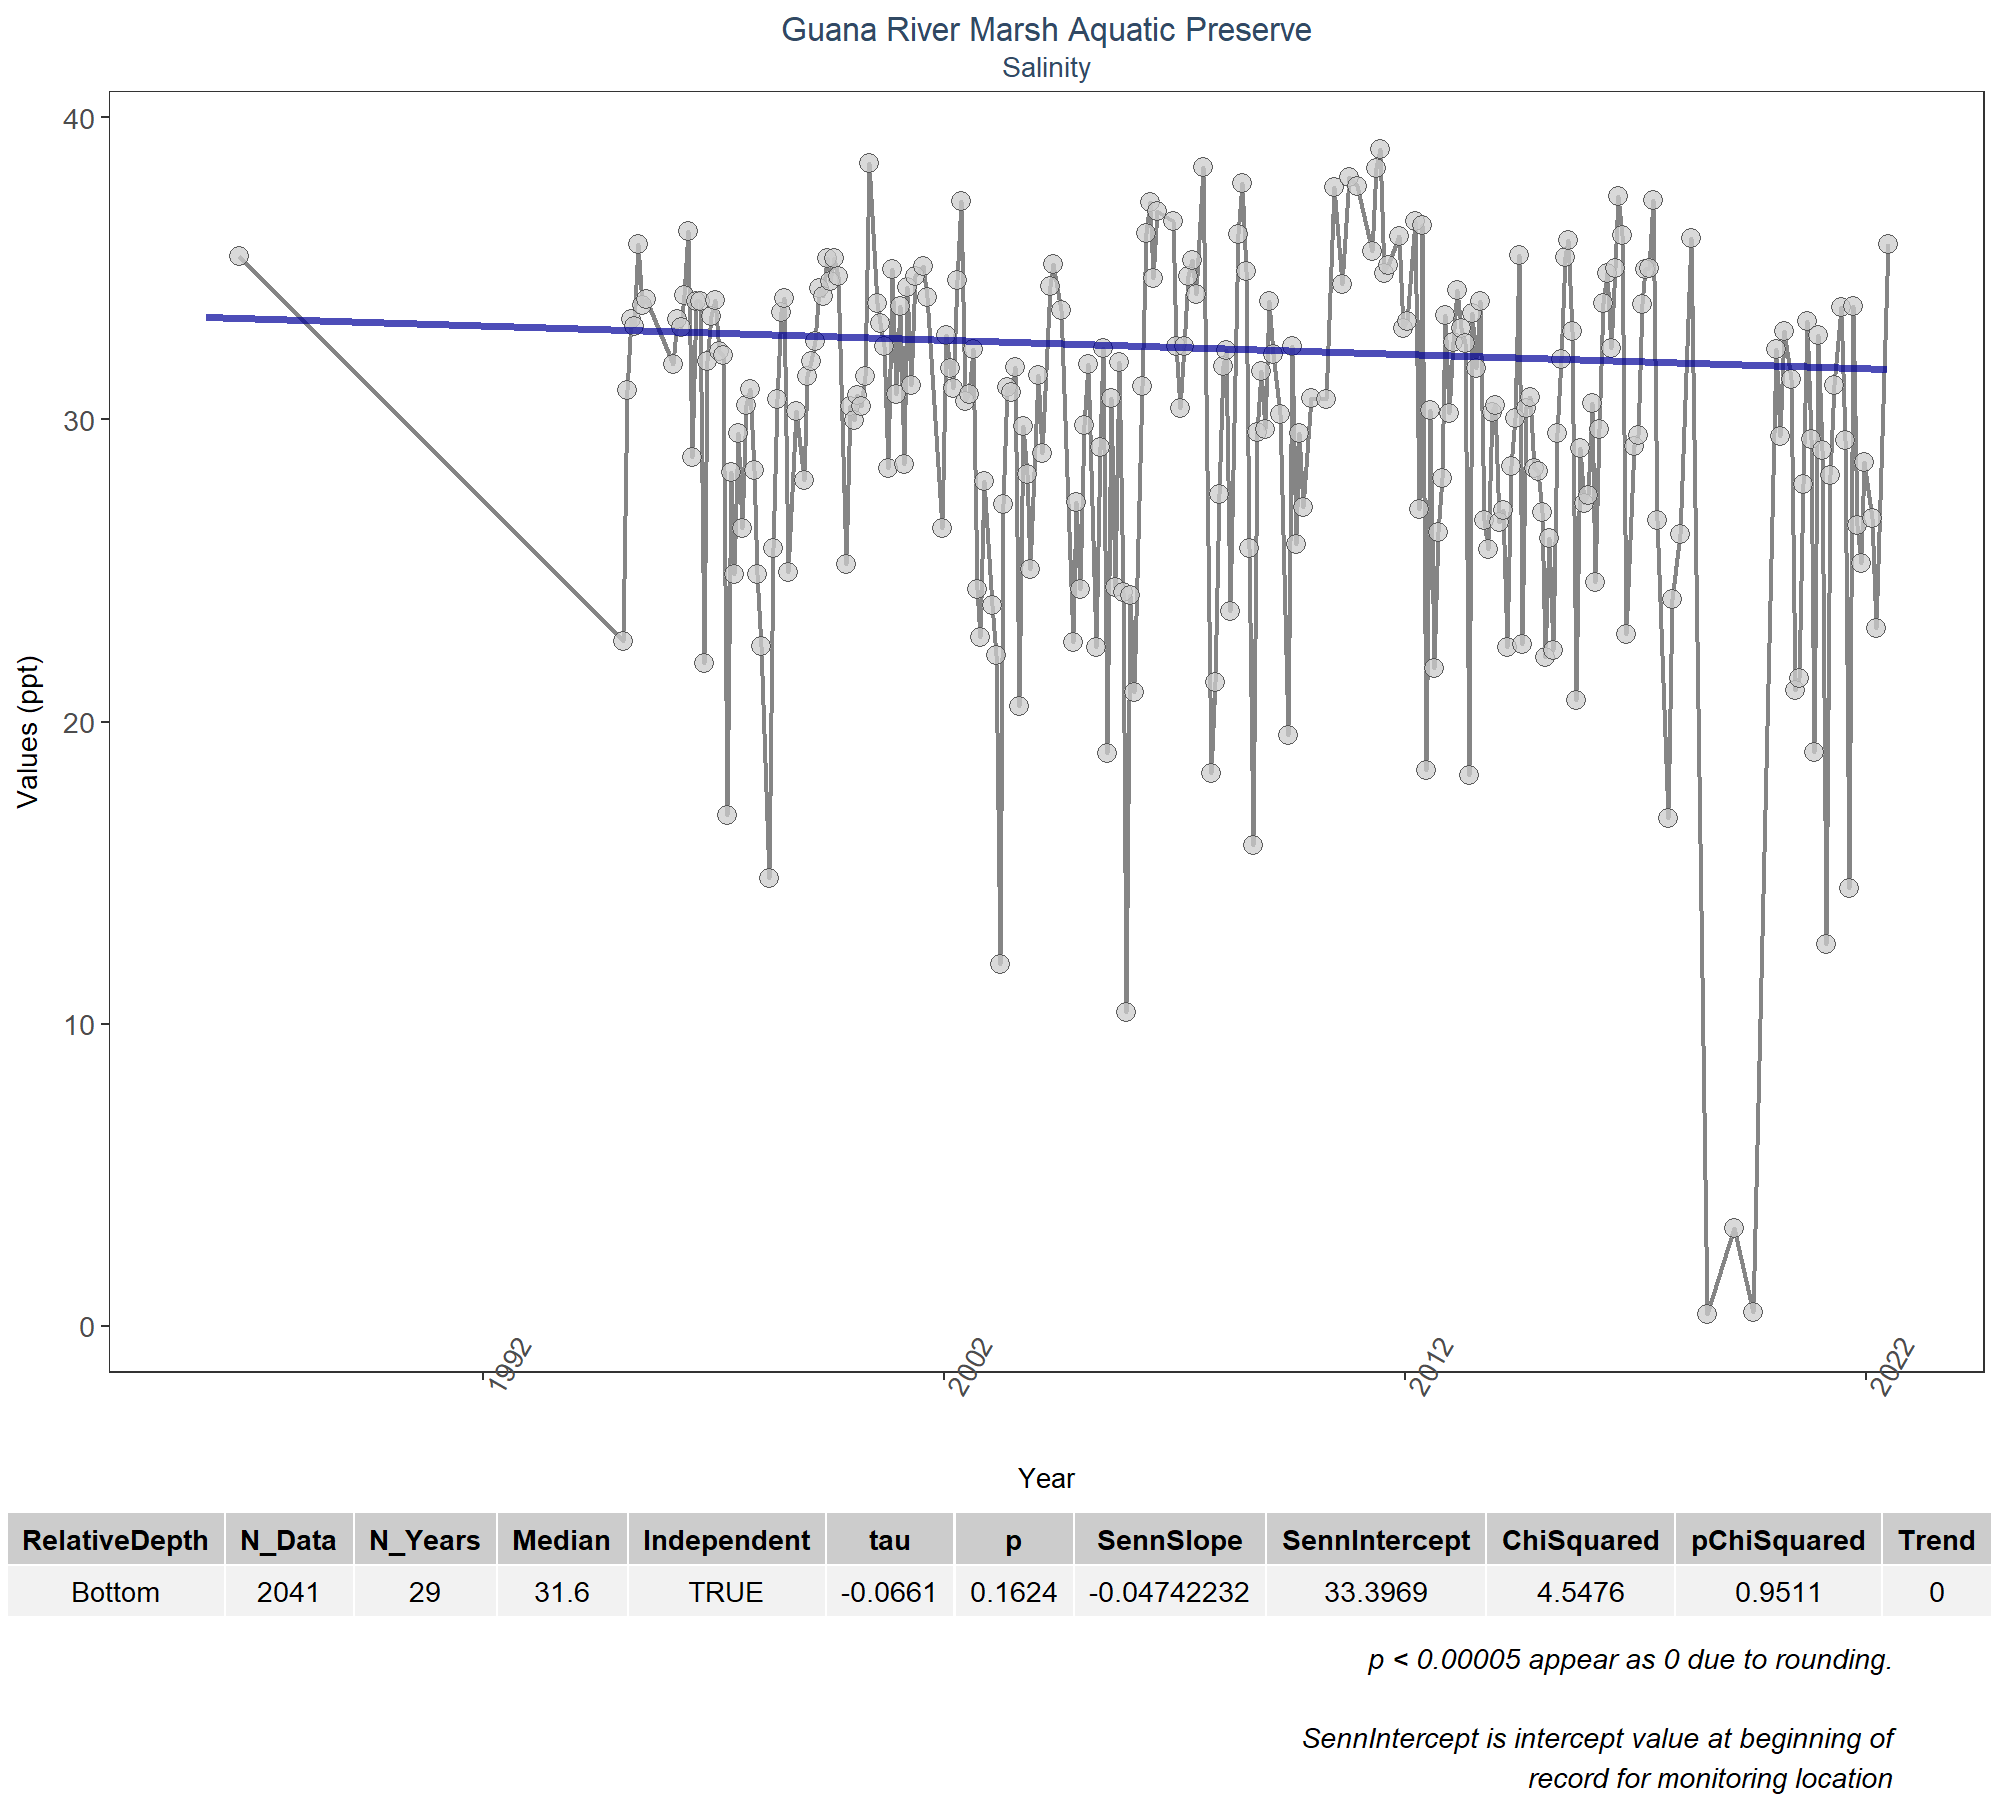 Guana River Marsh Aquatic Preserve
Salinity
40
30
20
10
0
Values (ppt)
1992
2002
2012
2022
Year
RelativeDepth N_Data N_Years Median Independent tau p SennSlope SennIntercept ChiSquared pChiSquared Trend
Bottom 2041 29 31.6 TRUE -0.0661 0.1624 -0.04742232 33.3969 4.5476 0.9511 0
p < 0.00005 appear as 0 due to rounding.
SennIntercept is intercept value at beginning of
record for monitoring location